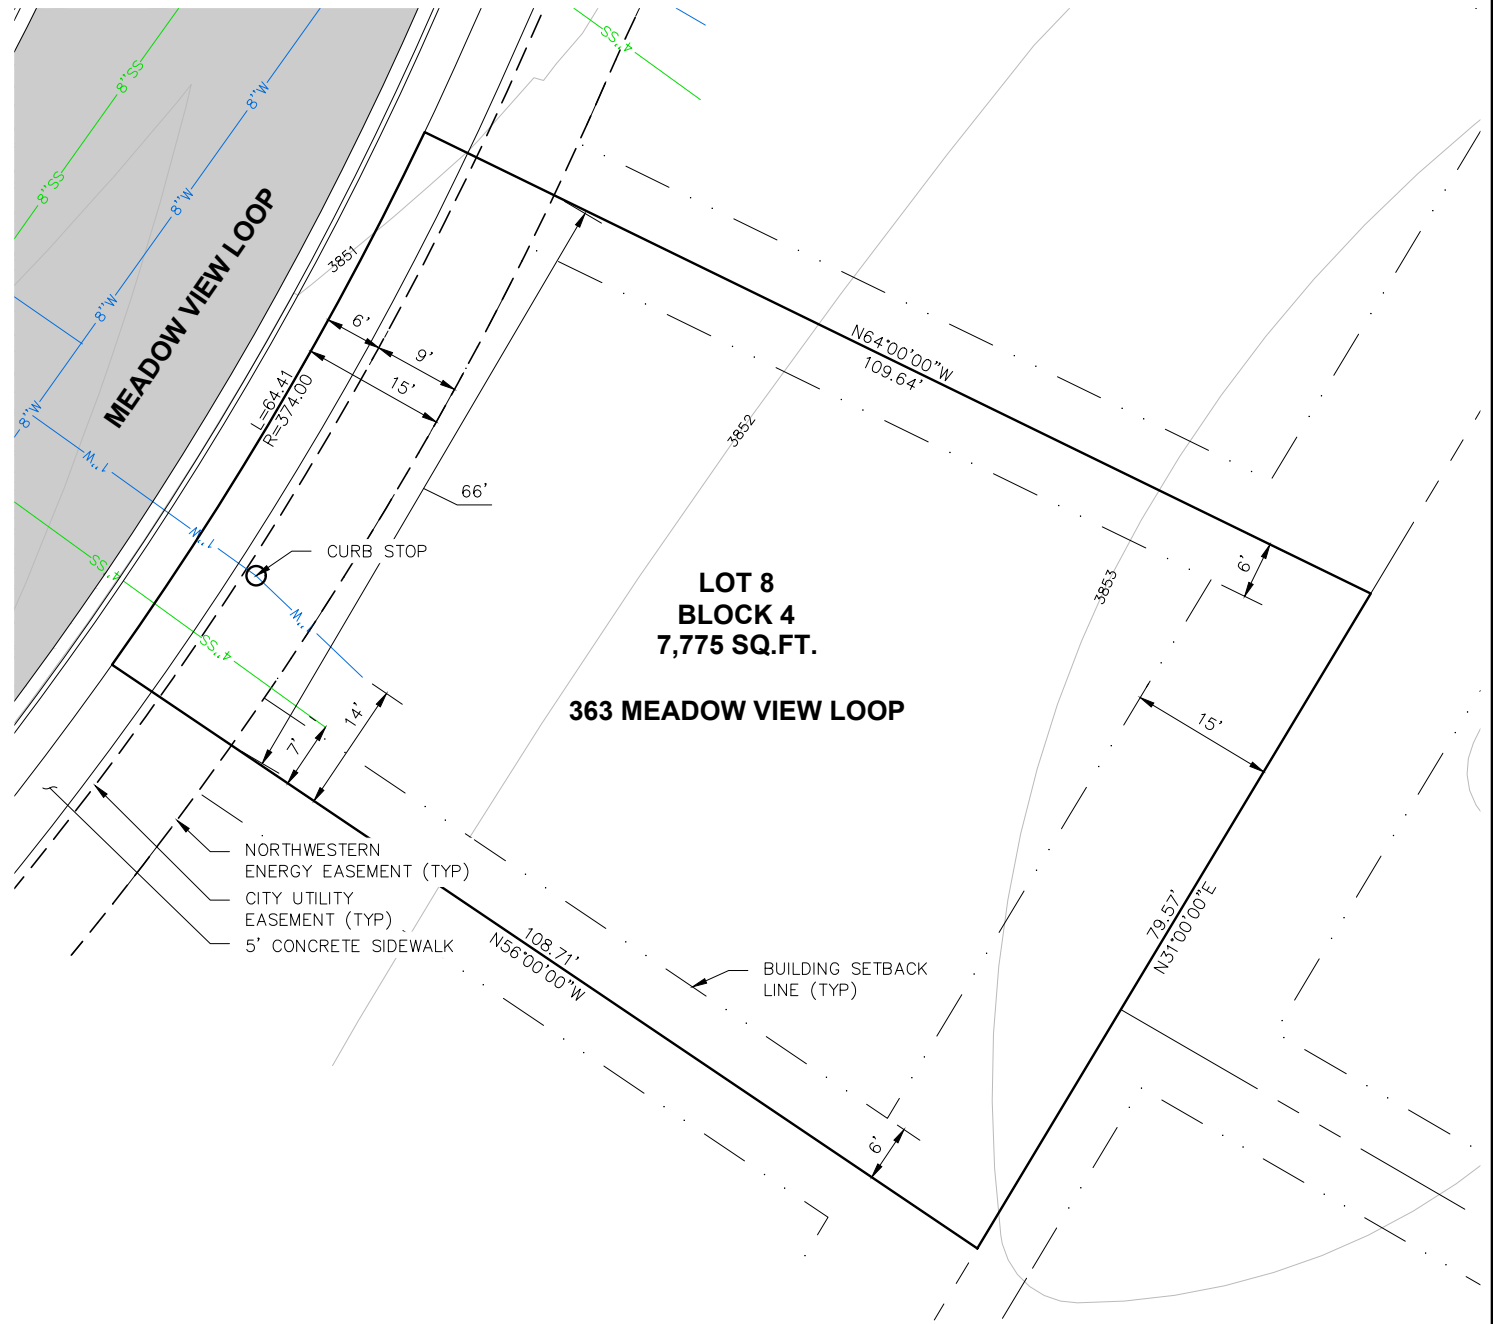 4"SS
8"SS
8"W
8"SS
8"W
MEADOW VIEW LOOP
3851
8"W
6'
9'
15'
N64°00'00"W
109.64'
L=64.41
R=374.00
8"W
3852
1"W
66'
1"W
CURB STOP
4"SS
6'
3853
LOT 8
BLOCK 4
7,775 SQ.FT.
363 MEADOW VIEW LOOP
1"W
4"SS
14'
7'
15'
NORTHWESTERN
ENERGY EASEMENT (TYP)
CITY UTILITY
EASEMENT (TYP)
5' CONCRETE SIDEWALK
108.71'
N56°00'00"W
79.57'
N31°00'00"E
BUILDING SETBACK
LINE (TYP)
6'